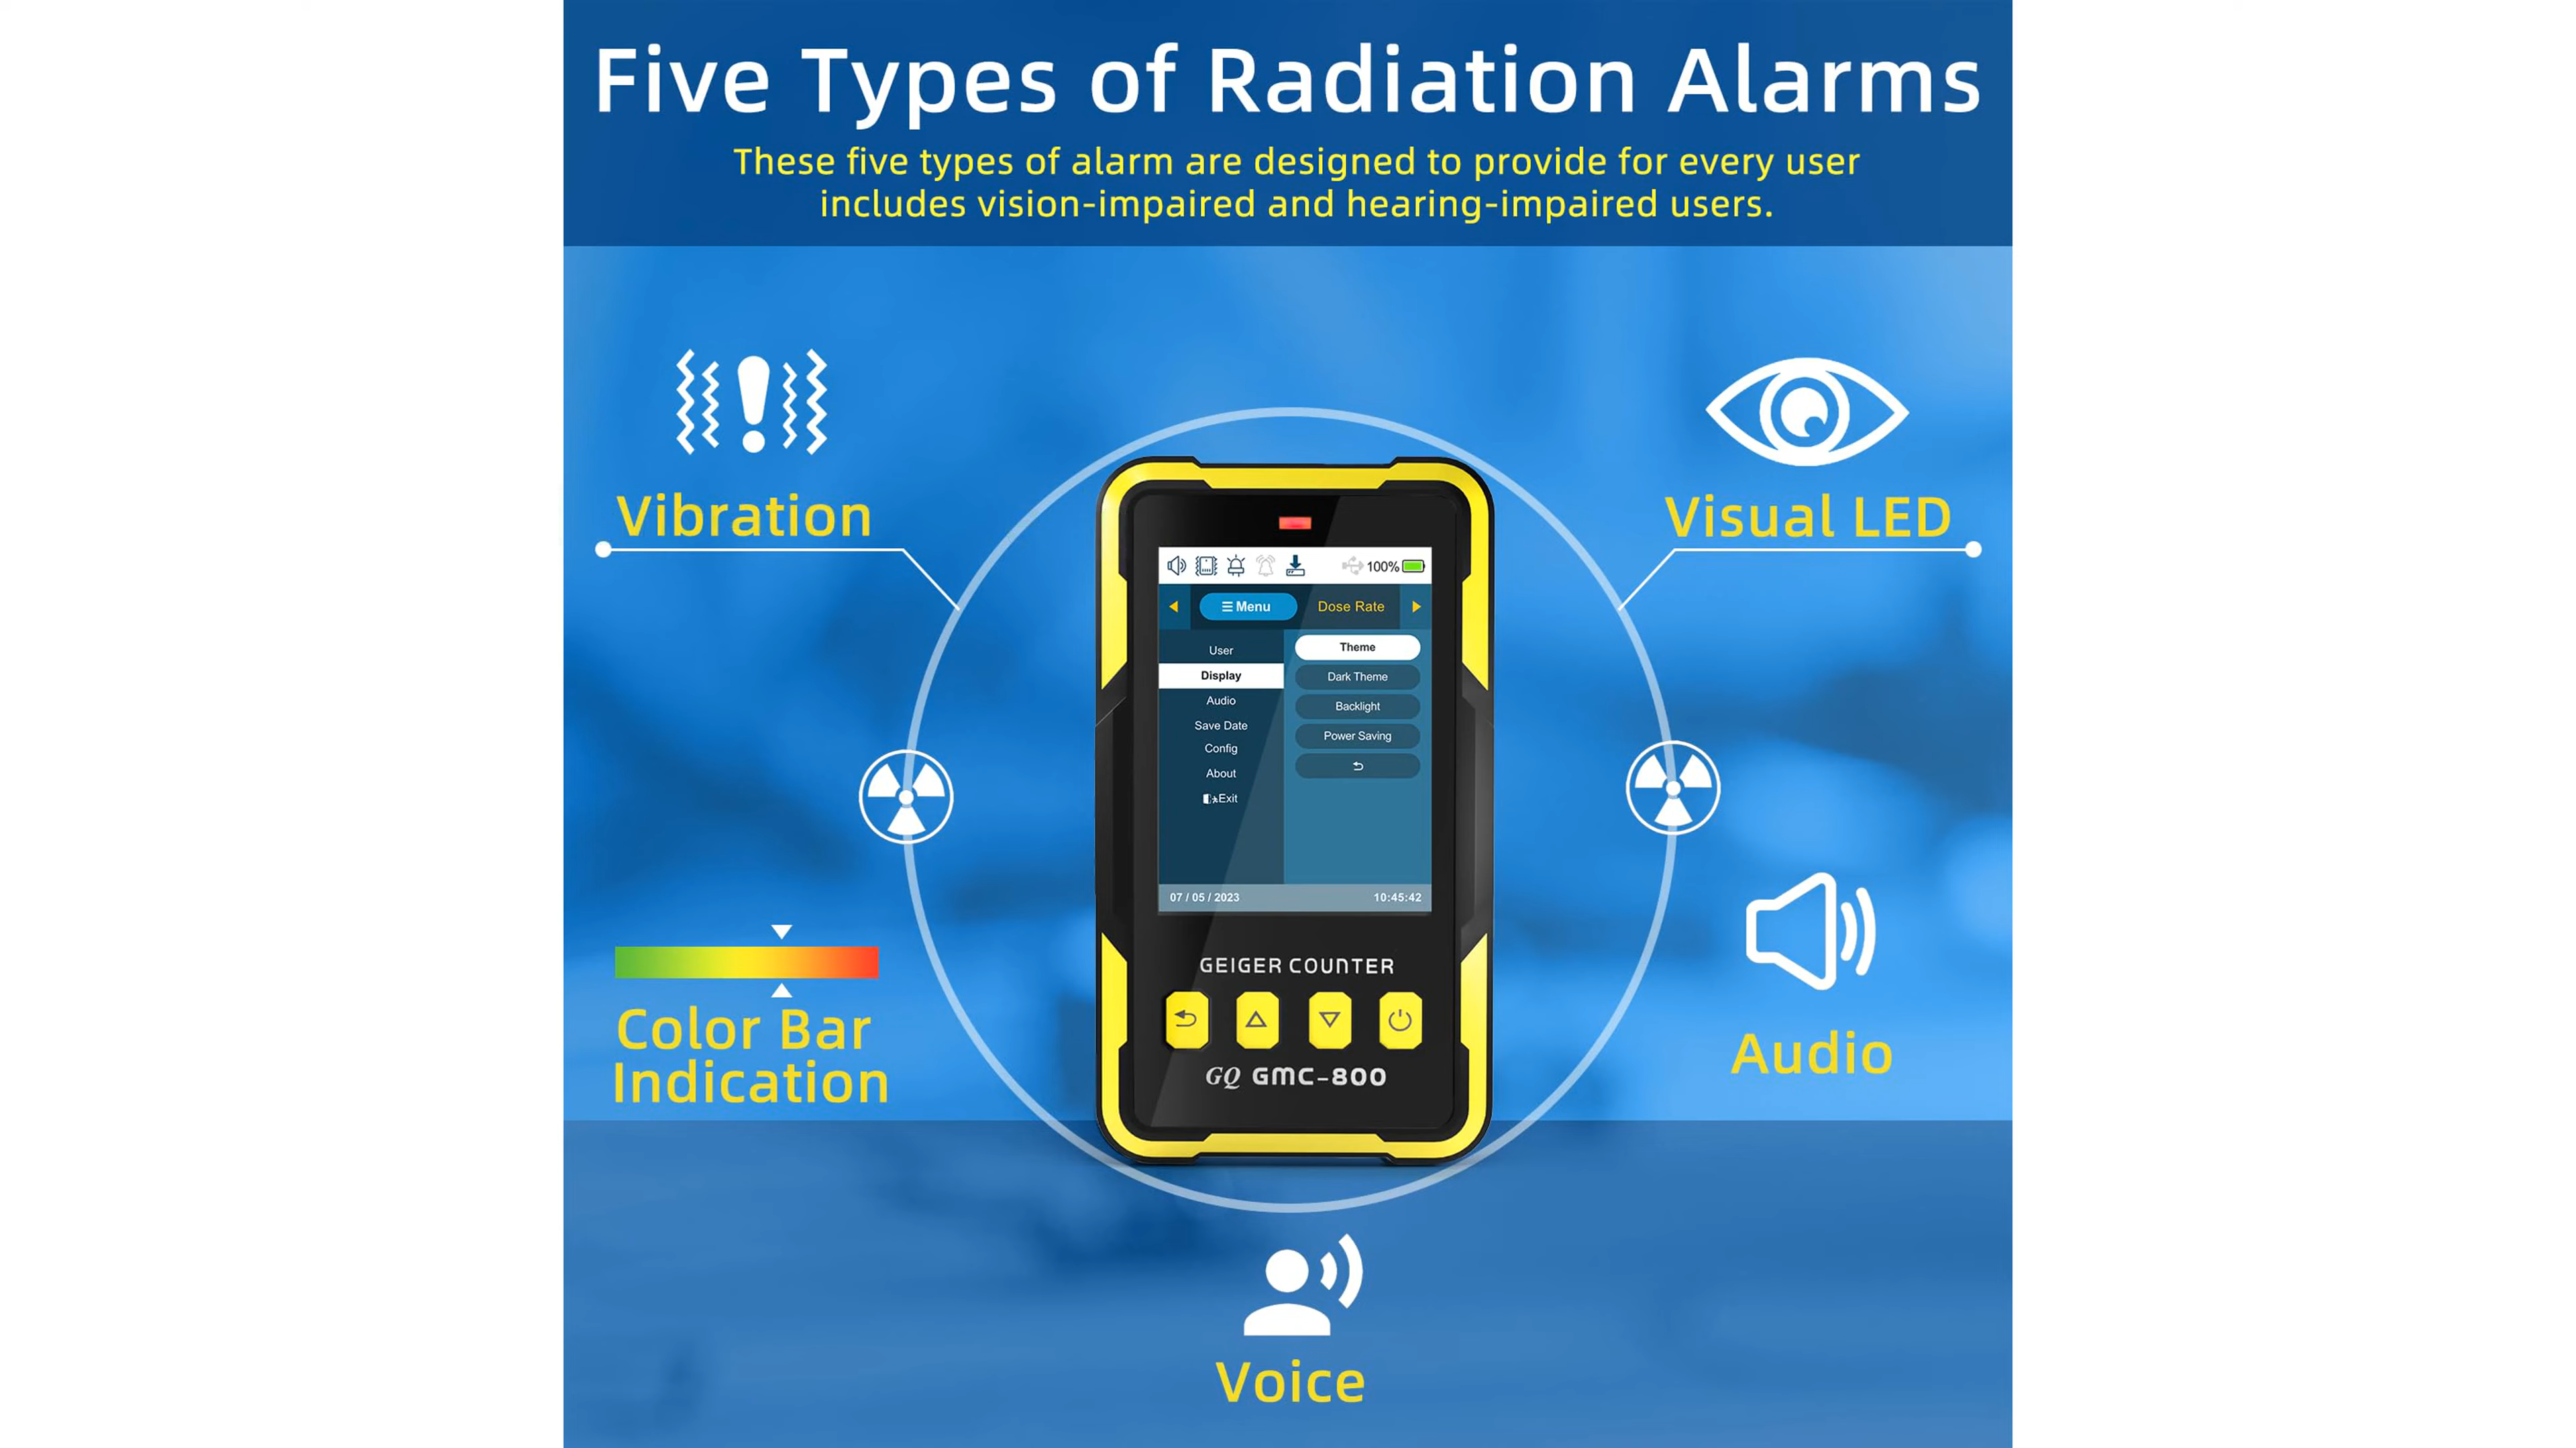 Five Types of Radiation Alarms
These five types of alarm are designed to provide for every user
includes vision-impaired and hearing-impaired users.
Vibration
Visual LED
100%
Menu
Dose Rate
User
Display
Audio
Save Date
Config
About
Exit
Theme
Dark Theme
Backlight
Power Saving
07 / 05 / 2023
10:45:42
GEIGER COUNTER
GQ GMC-800
Color Bar
Indication
Audio
Voice